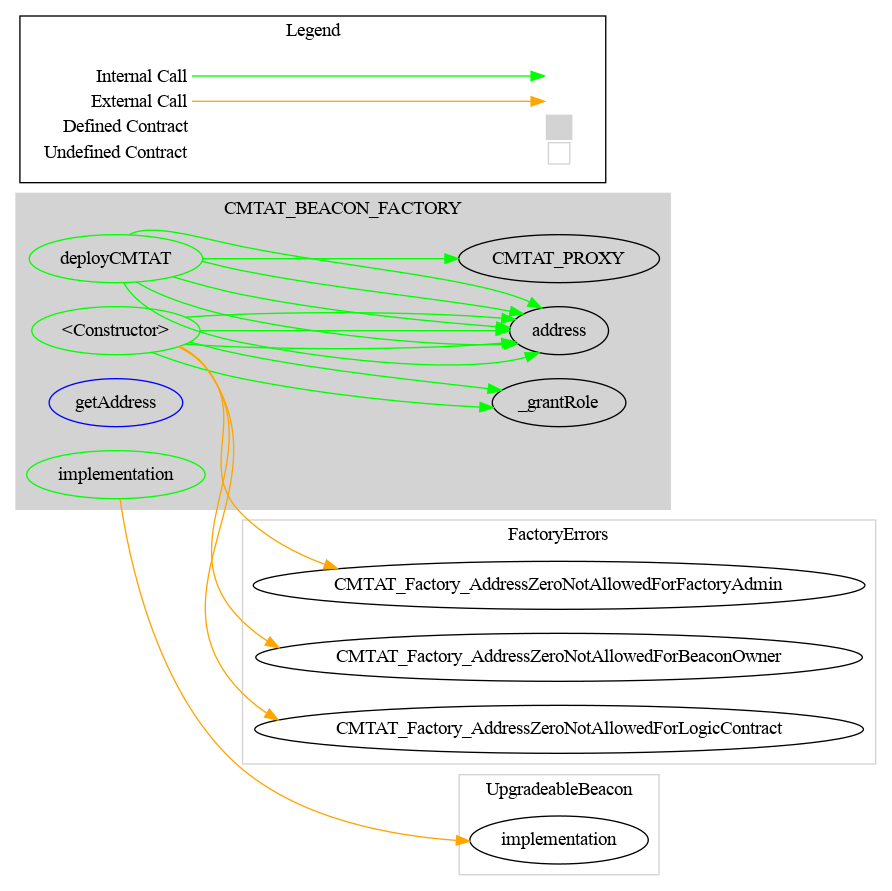 Legend
Internal Call
External Call
Defined Contract
Undefined Contract
CMTAT_BEACON_FACTORY
deployCMTAT
CMTAT_PROXY
<Constructor>
address
getAddress
_grantRole
implementation
FactoryErrors
CMTAT_Factory_AddressZeroNotAllowedForFactoryAdmin
CMTAT_Factory_AddressZeroNotAllowedForBeaconOwner
CMTAT_Factory_AddressZeroNotAllowedForLogicContract
UpgradeableBeacon
implementation